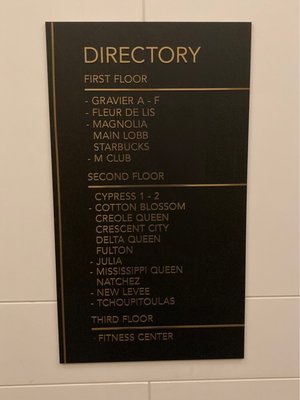 DIRECTORY
FIRST FLOOR
- GRAVIER A - F
- FLEUR DE LIS
- MAGNOLIA
MAIN LOBB
STARBUCKS
- M CLUB
SECOND FLOOR
CYPRESS 1 - 2
- COTTON BLOSSOM
CREOLE QUEEN
CRESCENT CITY
DELTA QUEEN
FULTON
- JULIA
- MISSISSIPPI QUEEN
NATCHEZ
- NEW LEVEE
- TCHOUPITOULAS
THIRD FLOOR
- FITNESS CENTER